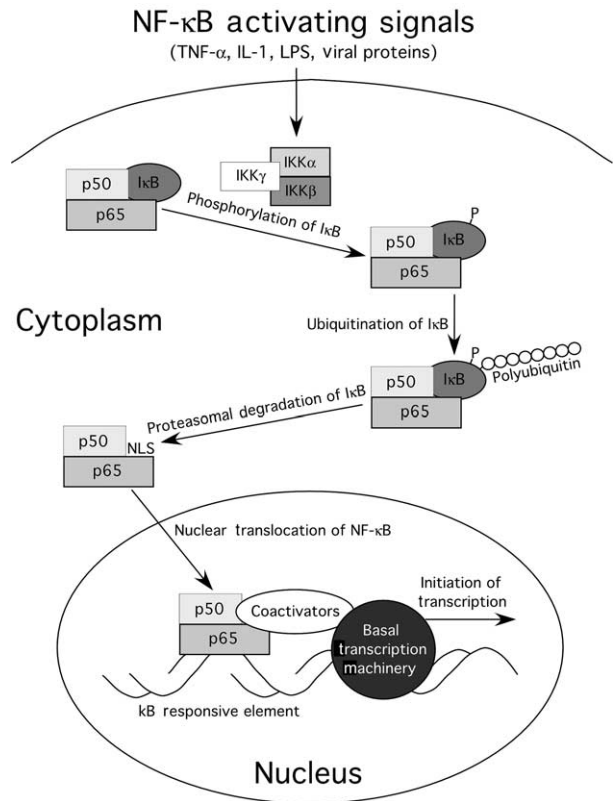 NF-κB activating signals
(TNF-α, IL-1, LPS, viral proteins)
IKKα
IKKγ
IKKβ
p50
IκB
p65
Phosphorylation of IκB
P
p50
IκB
p65
Cytoplasm
Ubiquitination of IκB
P
p50
IκB
Polyubiquitin
p65
Proteasomal degradation of IκB
p50
NLS
p65
Nuclear translocation of NF-κB
p50
Coactivators
p65
Initiation of
transcription
Basal
transcription
machinery
kB responsive element
Nucleus